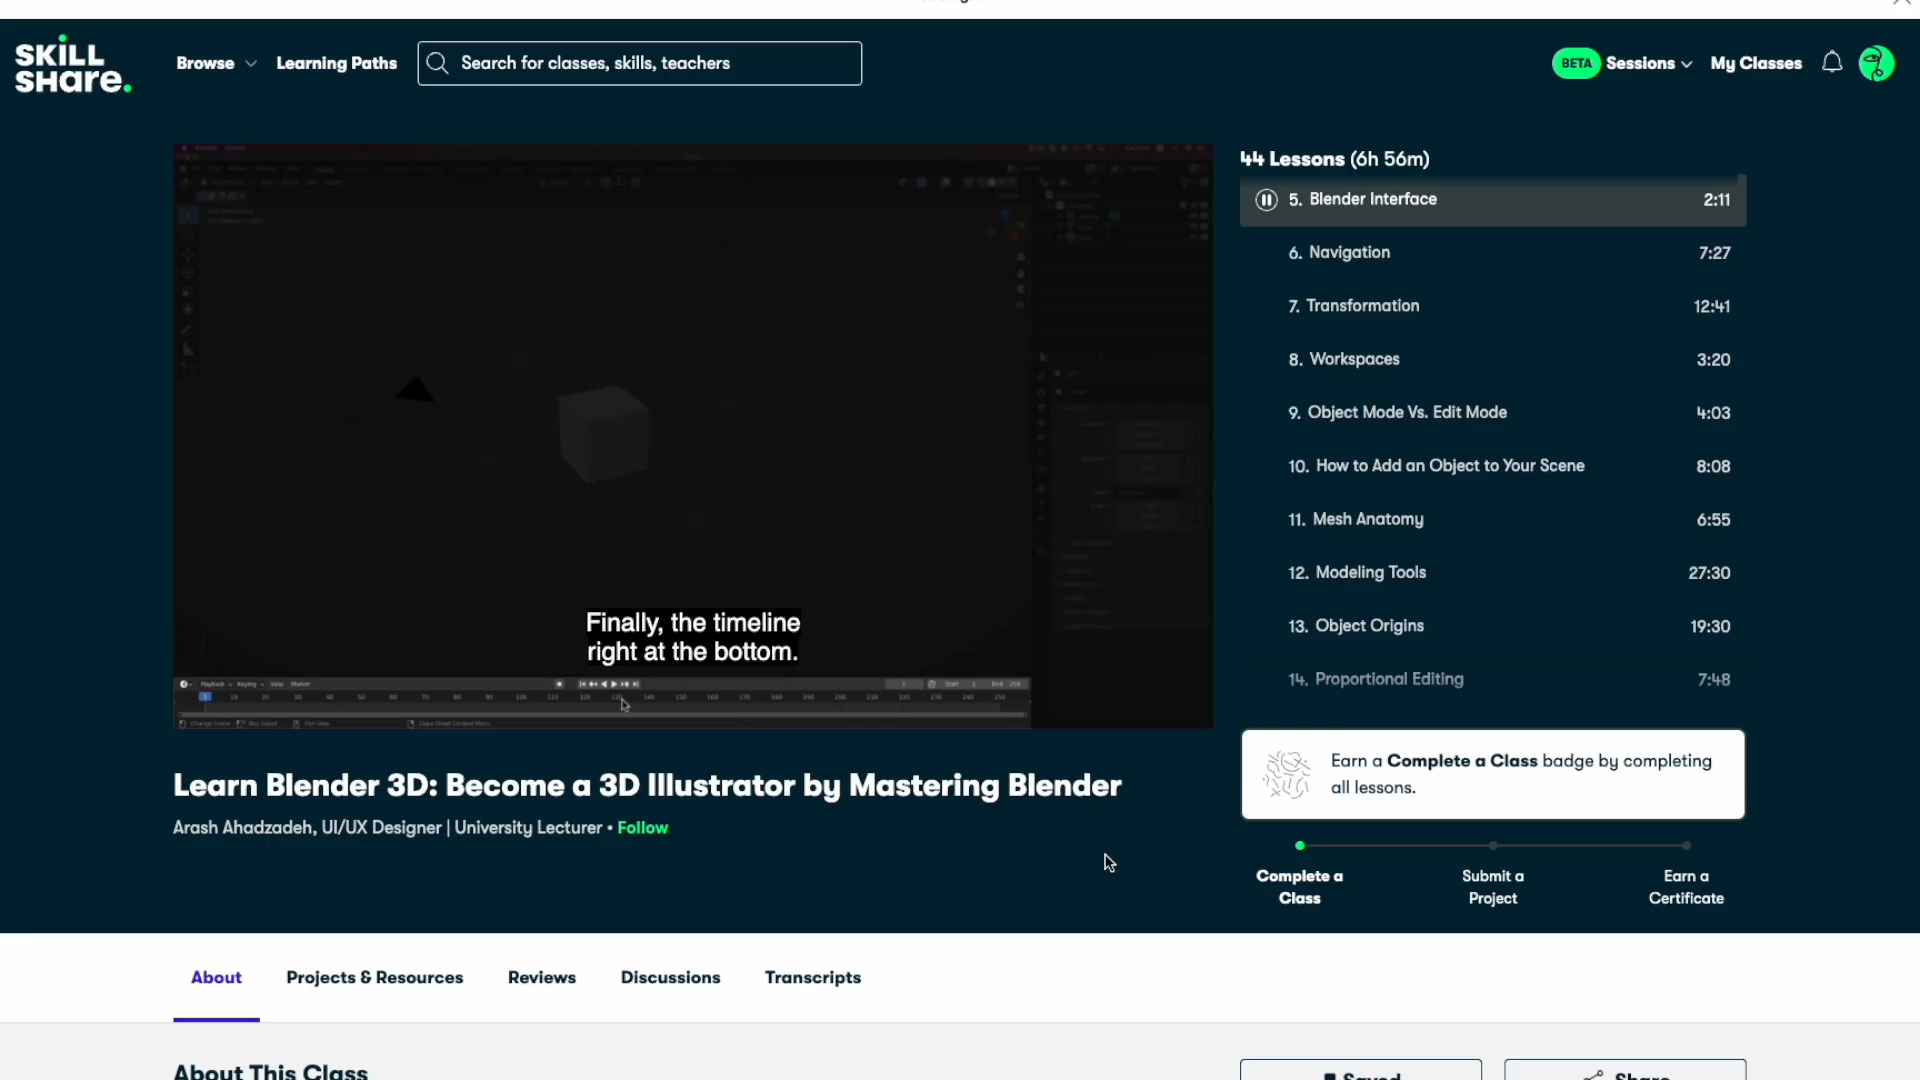 SKILL
SHare.
Browse
Learning Paths
Search for classes, skills, teachers
BETA
Sessions
My Classes
44 Lessons (6h 56m)
5. Blender Interface 2:11
6. Navigation 7:27
7. Transformation 12:41
8. Workspaces 3:20
9. Object Mode Vs. Edit Mode 4:03
10. How to Add an Object to Your Scene 8:08
11. Mesh Anatomy 6:55
12. Modeling Tools 27:30
13. Object Origins 19:30
14. Proportional Editing 7:48
Finally, the timeline
right at the bottom.
Playback Keying View Marker
Learn Blender 3D: Become a 3D Illustrator by Mastering Blender
Arash Ahadzadeh, UI/UX Designer | University Lecturer • Follow
Earn a Complete a Class badge by completing
all lessons.
Complete a
Class
Submit a
Project
Earn a
Certificate
About
Projects & Resources
Reviews
Discussions
Transcripts
About This Class
Saved
Share